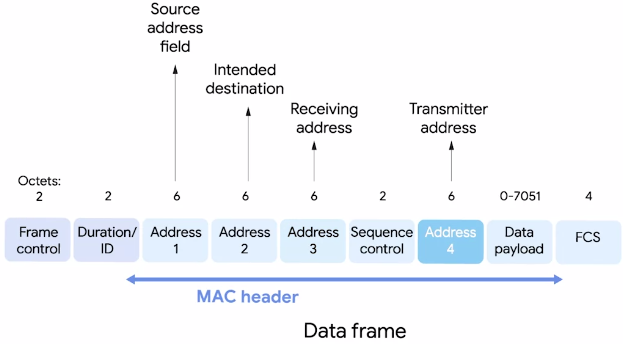 Source
address
field
Intended
destination
Receiving
address
Transmitter
address
Octets:
2 2 6 6 6 2 6 0-7051 4
Frame
control
Duration/
ID
Address
1
Address
2
Address
3
Sequence
control
Address
4
Data
payload
FCS
MAC header
Data frame